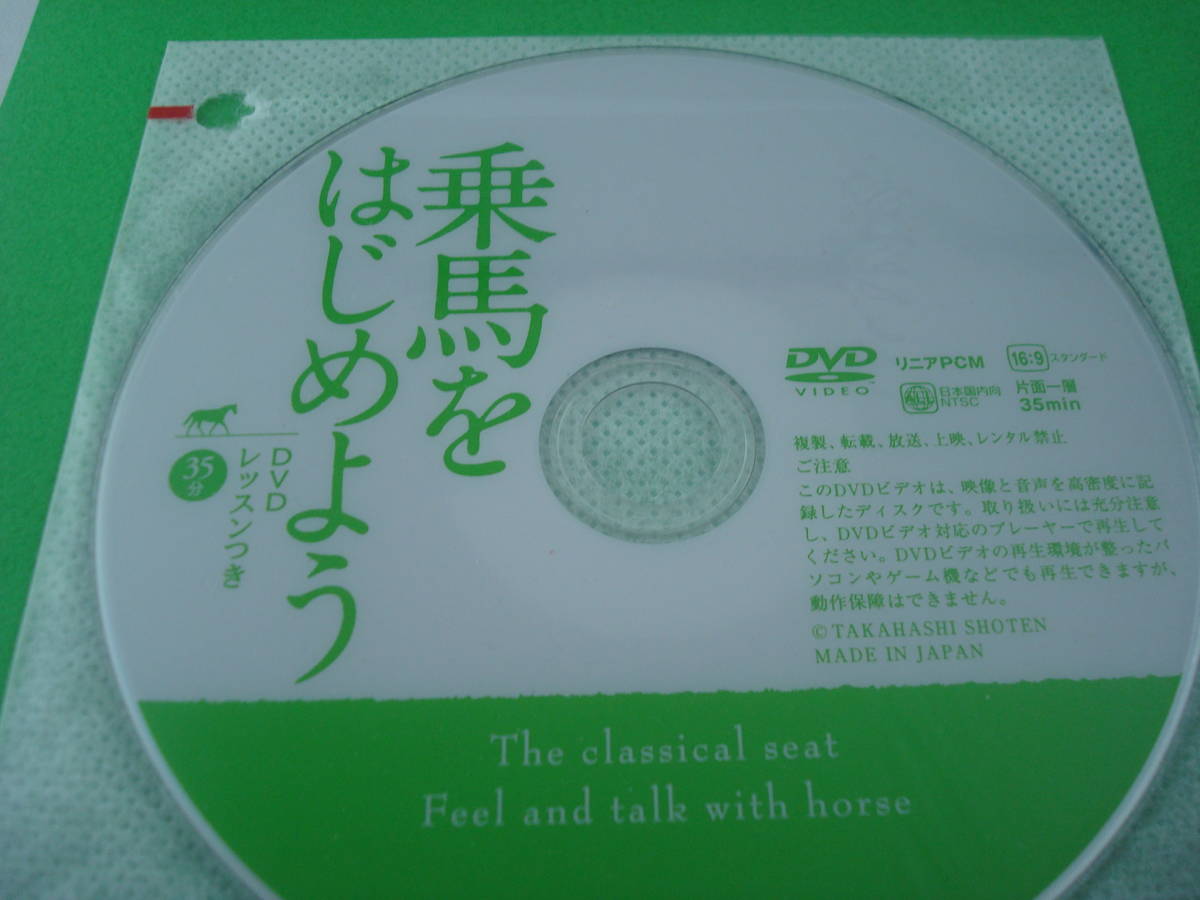 乗馬を
はじめよう
DVD
レッスンつき
35分
DVD
VIDEO
リニアPCM
16:9 スタンダード
ALL
日本国内向
NTSC
片面一層
35min
複製、転載、放送、上映、レンタル禁止
ご注意
このDVDビデオは、映像と音声を高密度に記
録したディスクです。取り扱いには充分注意
し、DVDビデオ対応のプレーヤーで再生して
ください。DVDビデオの再生環境が整ったパ
ソコンやゲーム機などでも再生できますが、
動作保障はできません。
© TAKAHASHI SHOTEN
MADE IN JAPAN
The classical seat
Feel and talk with horse